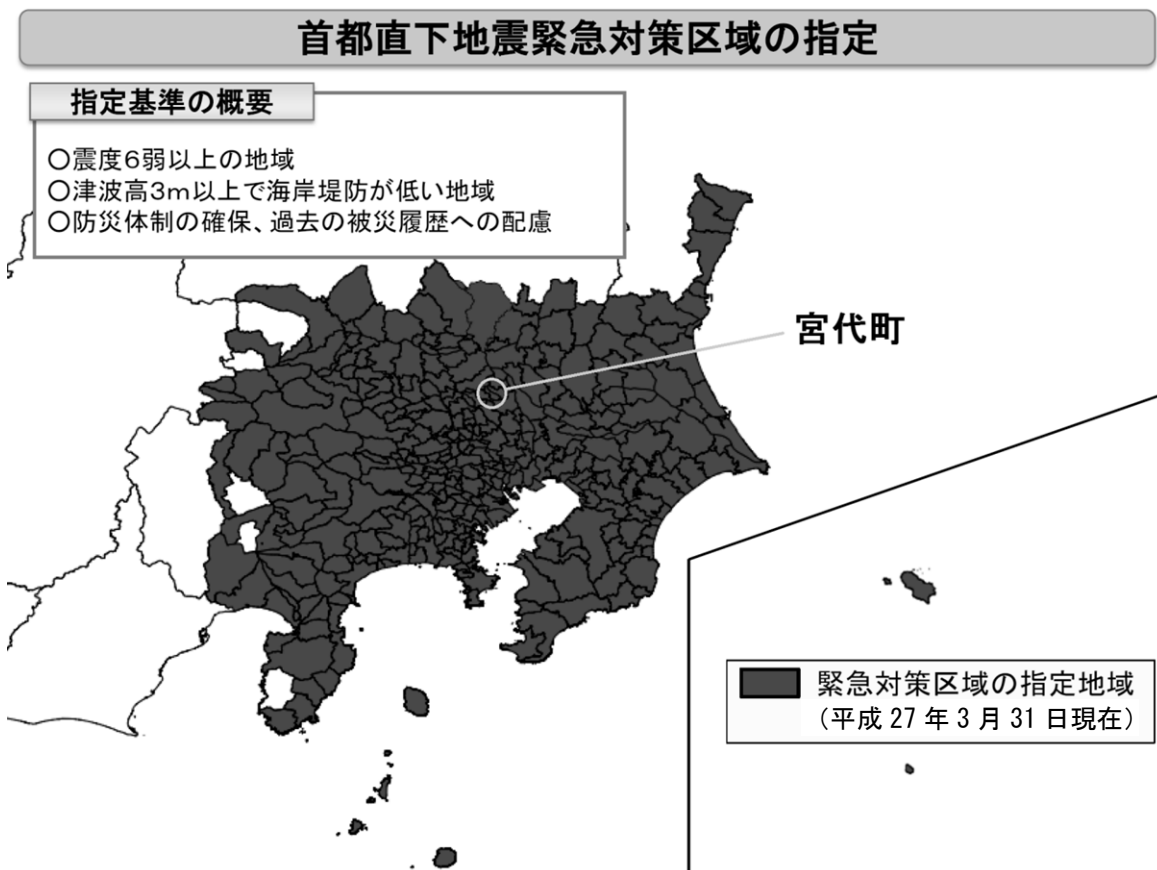 首都直下地震緊急対策区域の指定
指定基準の概要
○震度6弱以上の地域
○津波高3m以上で海岸堤防が低い地域
○防災体制の確保、過去の被災履歴への配慮
宮代町
緊急対策区域の指定地域
（平成 27 年 3 月 31 日現在）